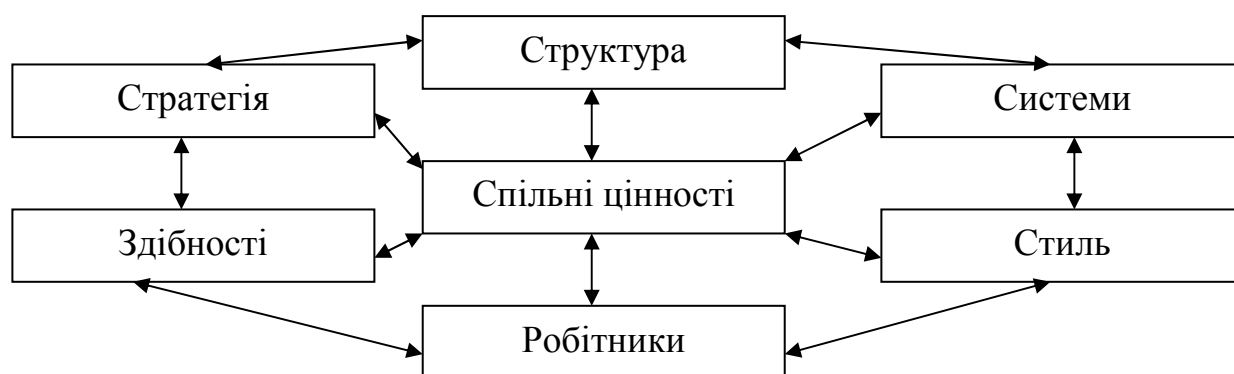 Структура
Стратегія
Системи
Спільні цінності
Здібності
Стиль
Робітники